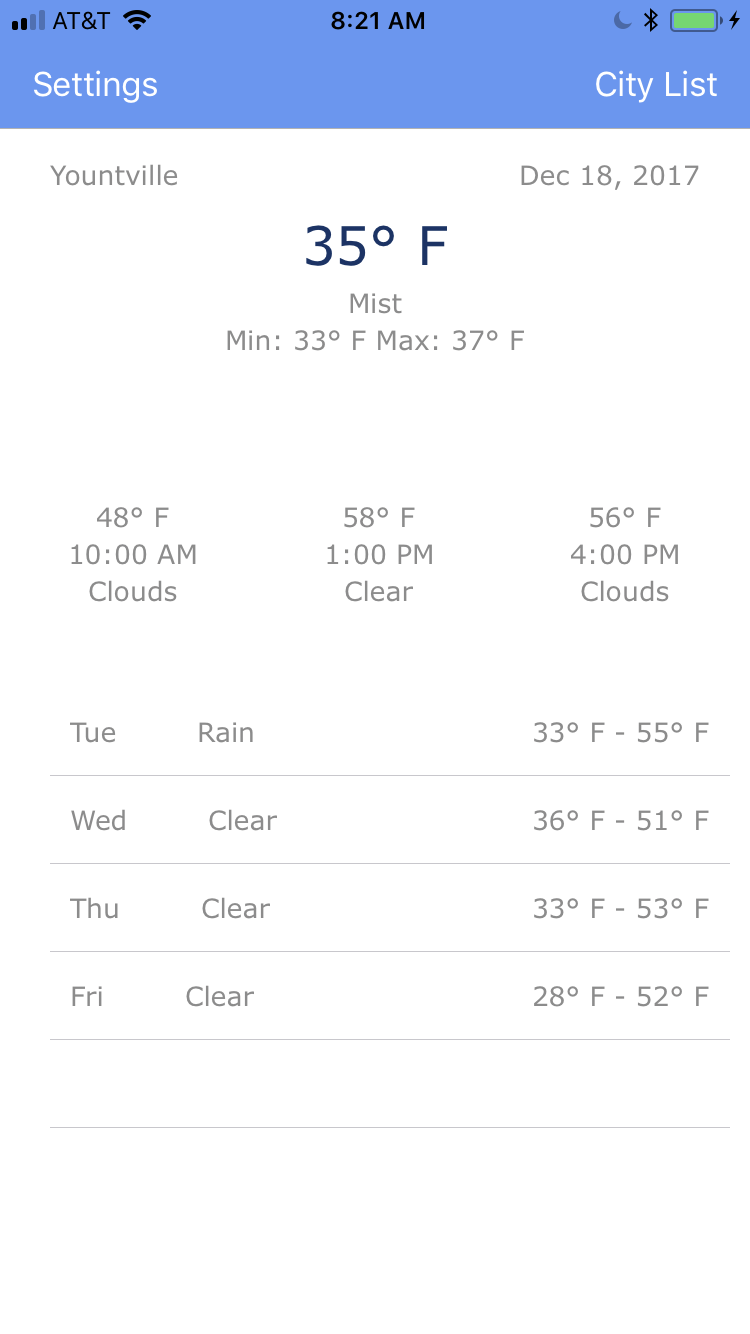 AT&T 8:21 AM
Settings City List
Yountville Dec 18, 2017
35° F
Mist
Min: 33° F Max: 37° F
48° F 58° F 56° F
10:00 AM 1:00 PM 4:00 PM
Clouds Clear Clouds
Tue Rain 33° F - 55° F
Wed Clear 36° F - 51° F
Thu Clear 33° F - 53° F
Fri Clear 28° F - 52° F